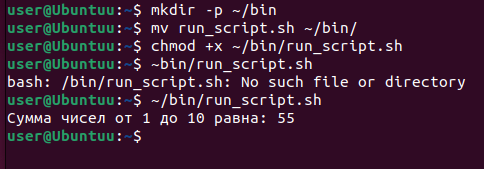 user@Ubuntuu:~$ mkdir -p ~/bin
user@Ubuntuu:~$ mv run_script.sh ~/bin/
user@Ubuntuu:~$ chmod +x ~/bin/run_script.sh
user@Ubuntuu:~$ ~bin/run_script.sh
bash: /bin/run_script.sh: No such file or directory
user@Ubuntuu:~$ ~/bin/run_script.sh
Сумма чисел от 1 до 10 равна: 55
user@Ubuntuu:~$